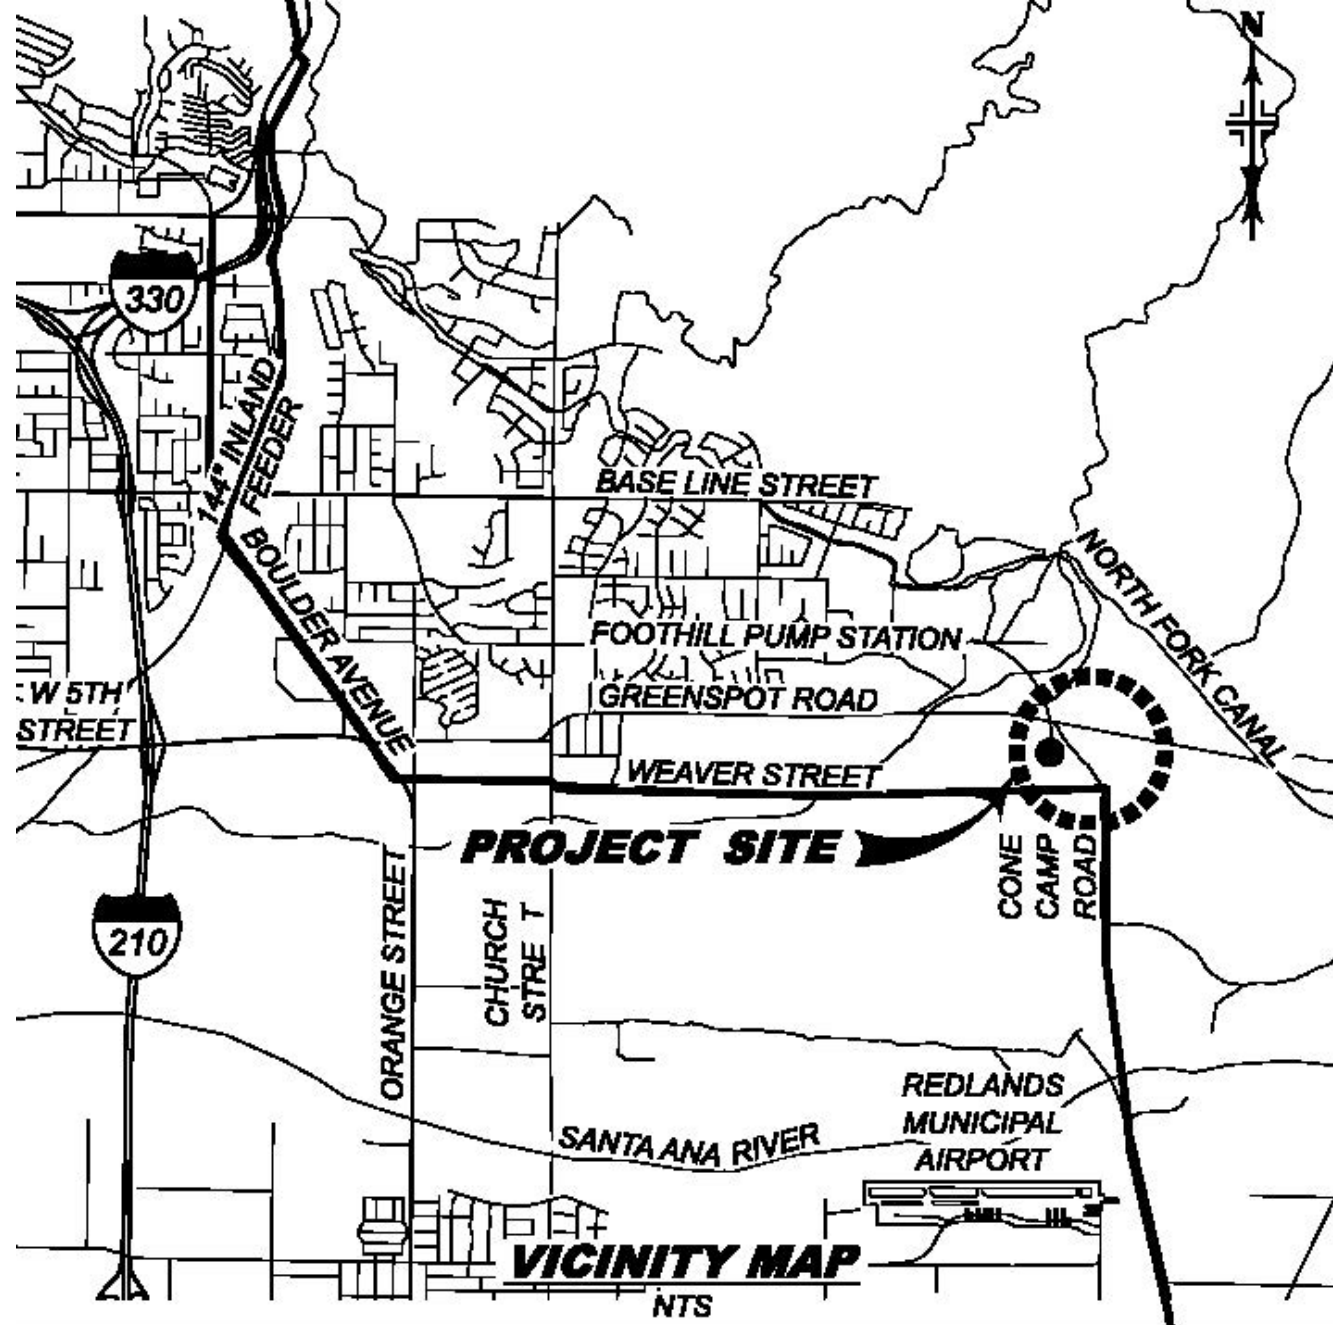 N
330
144" INLAND
FEEDER
BASE LINE STREET
BOULDER AVENUE
NORTH FORK CANAL
FOOTHILL PUMP STATION
W 5TH
STREET
GREENSPOT ROAD
WEAVER STREET
PROJECT SITE
CONE
CAMP
ROAD
210
ORANGE STREET
CHURCH
STRE T
REDLANDS
MUNICIPAL
AIRPORT
SANTA ANA RIVER
VICINITY MAP
NTS